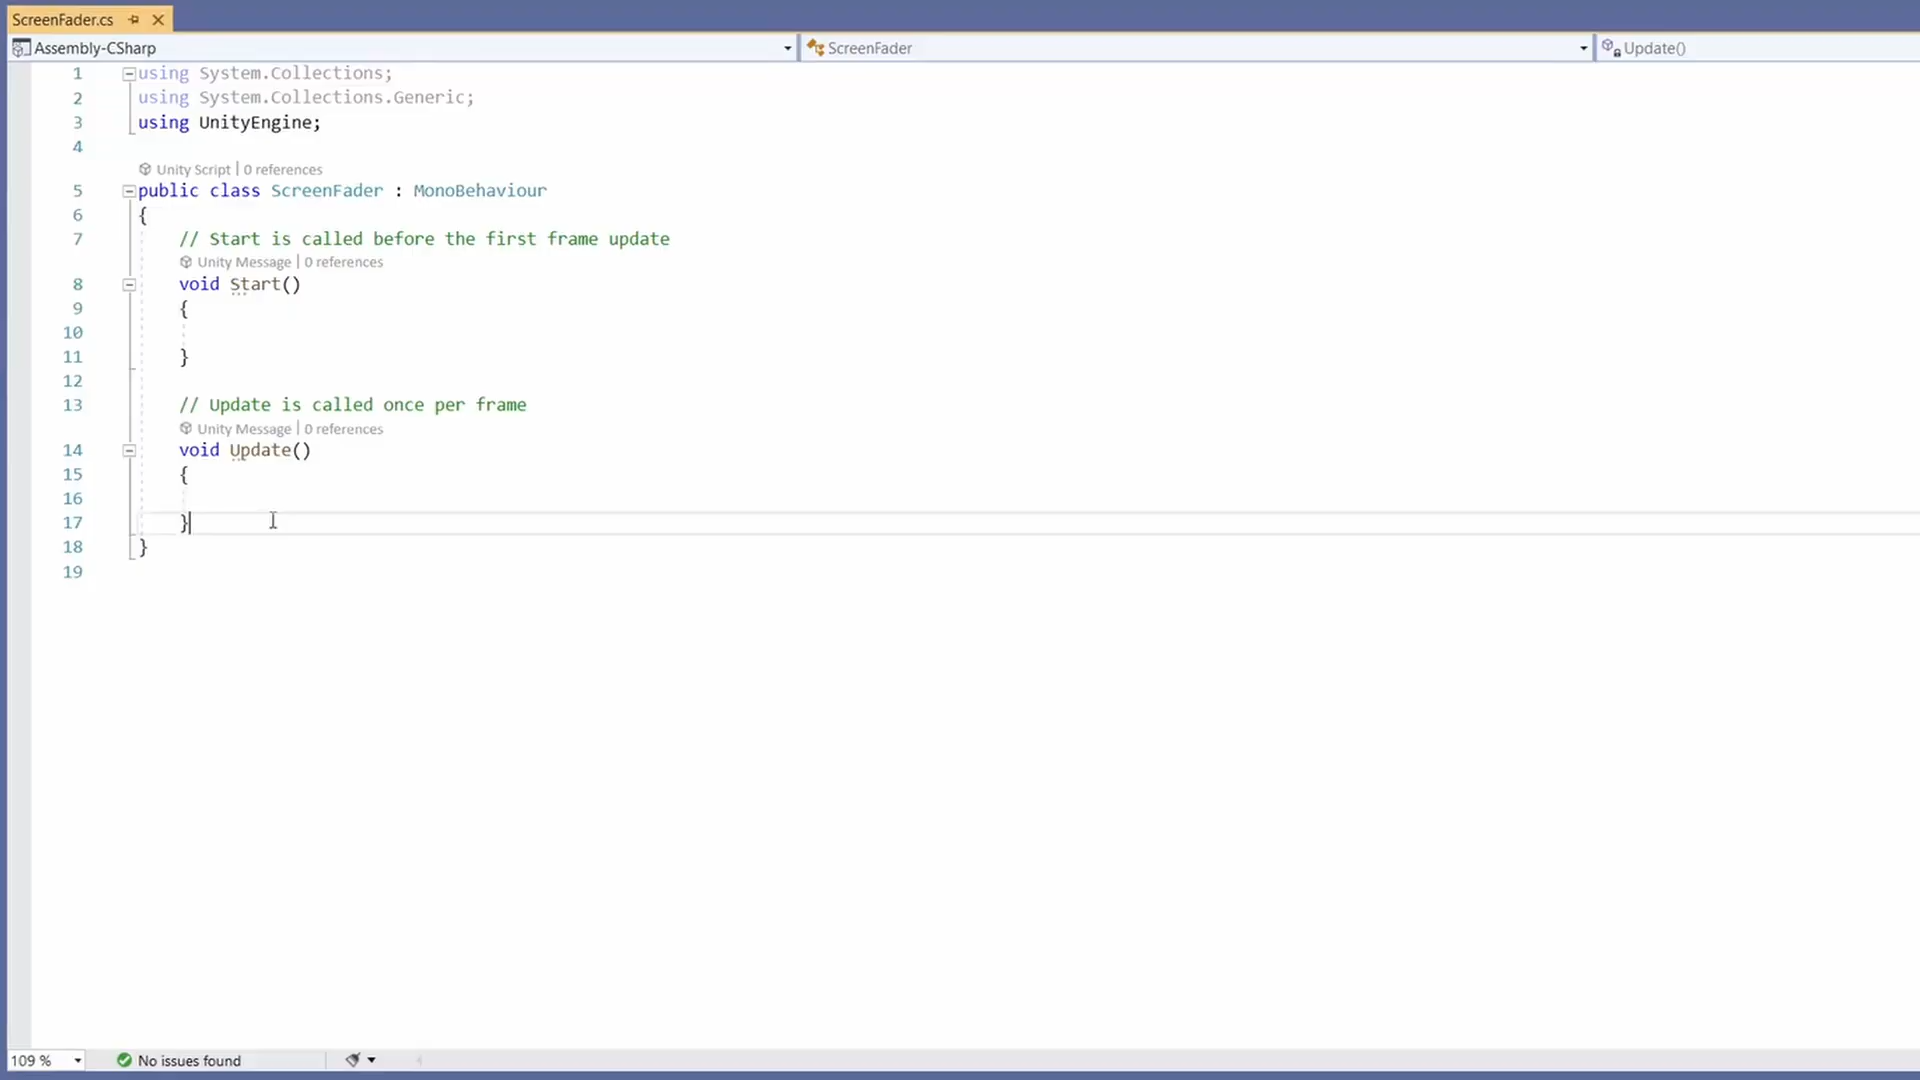 ScreenFader.cs
Assembly-CSharp ScreenFader Update()
1 using System.Collections;
2 using System.Collections.Generic;
3 using UnityEngine;
4
Unity Script | 0 references
5 public class ScreenFader : MonoBehaviour
6 {
7 // Start is called before the first frame update
Unity Message | 0 references
8 void Start()
9 {
10
11 }
12
13 // Update is called once per frame
Unity Message | 0 references
14 void Update()
15 {
16
17 }
18 }
19
109 % No issues found